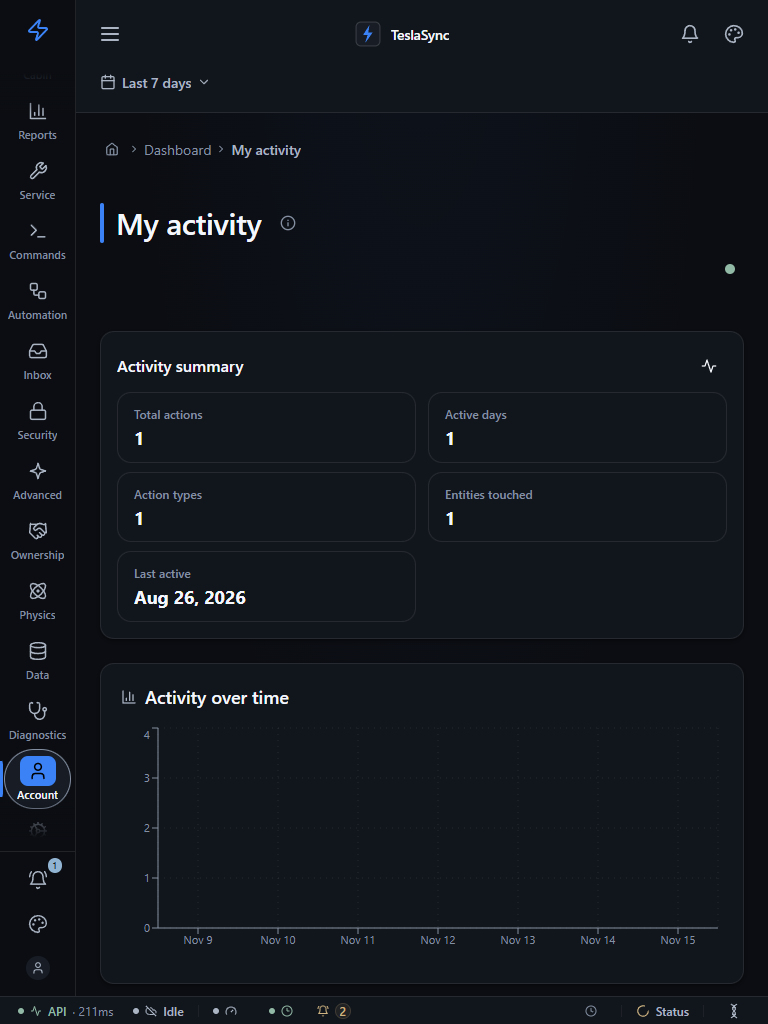 TeslaSync
Last 7 days
Reports
Service
Commands
Automation
Inbox
Security
Advanced
Ownership
Physics
Data
Diagnostics
Account
1
Dashboard
My activity
My activity
Activity summary
Total actions
1
Active days
1
Action types
1
Entities touched
1
Last active
Aug 26, 2026
Activity over time
4
3
2
1
0
Nov 9
Nov 10
Nov 11
Nov 12
Nov 13
Nov 14
Nov 15
API · 211ms
Idle
2
Status